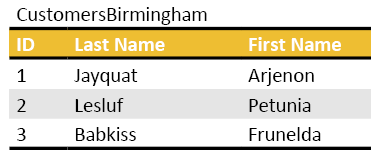 CustomersBirmingham
ID Last Name First Name
1 Jayquat Arjenon
2 Lesluf Petunia
3 Babkiss Frunelda